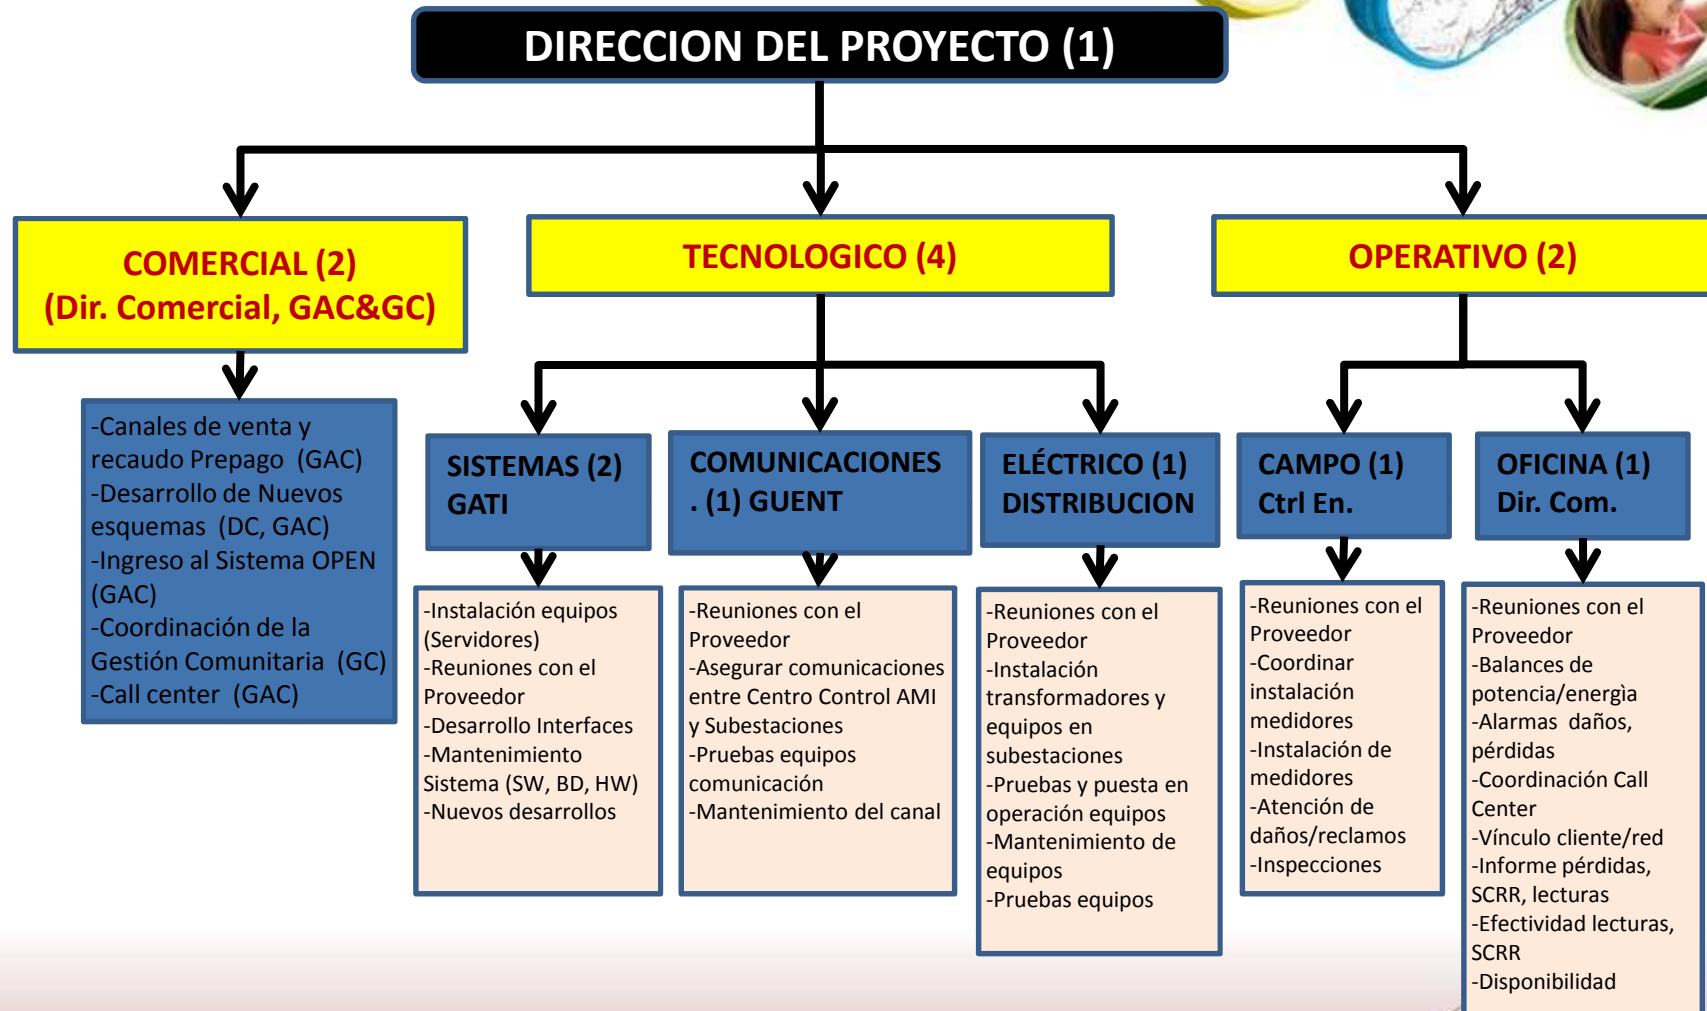 DIRECCION DEL PROYECTO (1)
COMERCIAL (2)
(Dir. Comercial, GAC&GC)
TECNOLOGICO (4)
OPERATIVO (2)
-Canales de venta y
recaudo Prepago (GAC)
-Desarrollo de Nuevos
esquemas (DC, GAC)
-Ingreso al Sistema OPEN
(GAC)
-Coordinación de la
Gestión Comunitaria (GC)
-Call center (GAC)
SISTEMAS (2)
GATI
COMUNICACIONES
. (1) GUENT
ELÉCTRICO (1)
DISTRIBUCION
CAMPO (1)
Ctrl En.
OFICINA (1)
Dir. Com.
-Instalación equipos
(Servidores)
-Reuniones con el
Proveedor
-Desarrollo Interfaces
-Mantenimiento
Sistema (SW, BD, HW)
-Nuevos desarrollos
-Reuniones con el
Proveedor
-Asegurar comunicaciones
entre Centro Control AMI
y Subestaciones
-Pruebas equipos
comunicación
-Mantenimiento del canal
-Reuniones con el
Proveedor
-Instalación
transformadores y
equipos en
subestaciones
-Pruebas y puesta en
operación equipos
-Mantenimiento de
equipos
-Pruebas equipos
-Reuniones con el
Proveedor
-Coordinar
instalación
medidores
-Instalación de
medidores
-Atención de
daños/reclamos
-Inspecciones
-Reuniones con el
Proveedor
-Balances de
potencia/energìa
-Alarmas daños,
pérdidas
-Coordinación Call
Center
-Vínculo cliente/red
-Informe pérdidas,
SCRR, lecturas
-Efectividad lecturas,
SCRR
-Disponibilidad